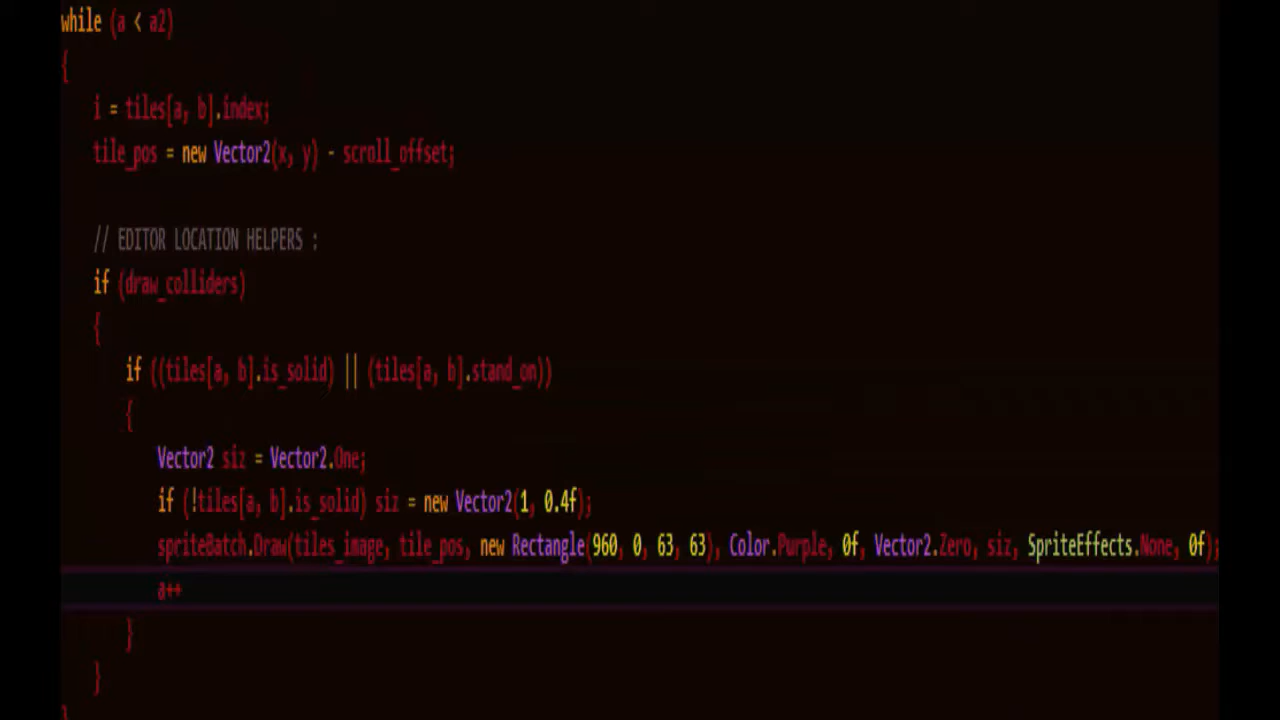 while (a < a2)
{
i = tiles[a, b].index;
tile_pos = new Vector2(x, y) - scroll_offset;
// EDITOR LOCATION HELPERS :
if (draw_colliders)
{
if ((tiles[a, b].is_solid) || (tiles[a, b].stand_on))
{
Vector2 siz = Vector2.One;
if (!tiles[a, b].is_solid) siz = new Vector2(1, 0.4f);
spriteBatch.Draw(tiles_image, tile_pos, new Rectangle(960, 0, 63, 63), Color.Purple, 0f, Vector2.Zero, siz, SpriteEffects.None, 0f);
a++
}
}
}